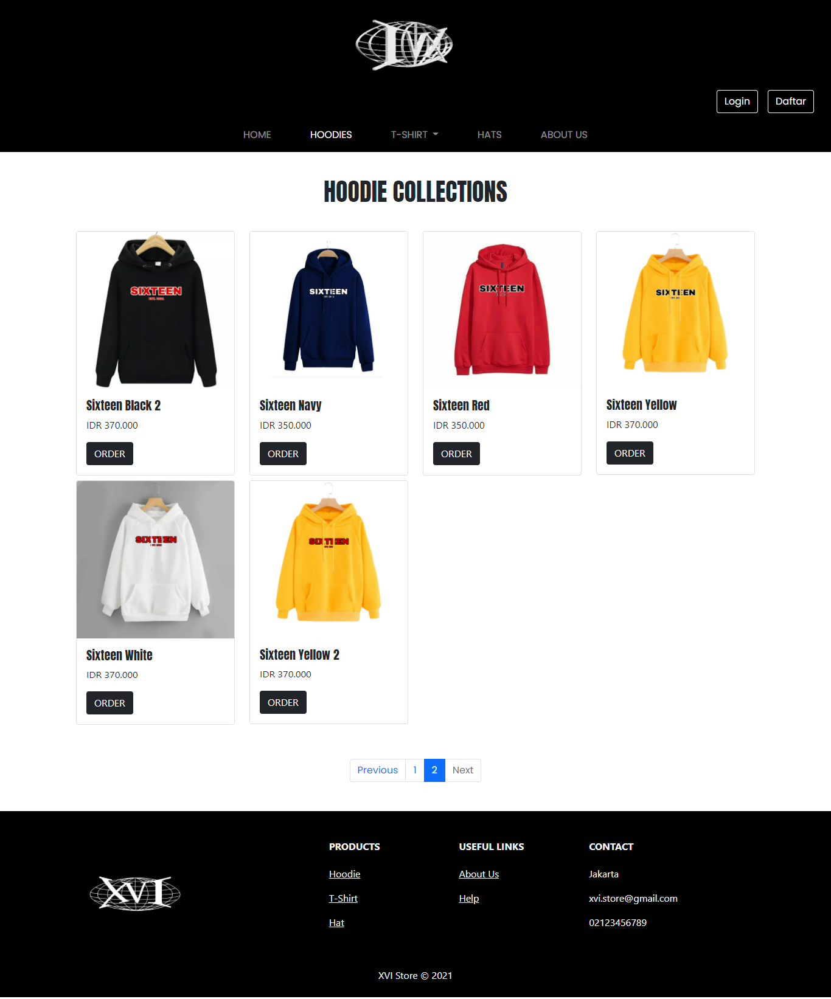 XVI
Login Daftar
HOME HOODIES T-SHIRT HATS ABOUT US
HOODIE COLLECTIONS
SIXTEEN
SIXTEEN
SIXTEEN
SIXTEEN
Sixteen Black 2
IDR 370.000
ORDER
Sixteen Navy
IDR 350.000
ORDER
Sixteen Red
IDR 350.000
ORDER
Sixteen Yellow
IDR 370.000
ORDER
SIXTEEN
SIXTEEN
Sixteen White
IDR 370.000
ORDER
Sixteen Yellow 2
IDR 370.000
ORDER
Previous 1 2 Next
XVI
PRODUCTS
Hoodie
T-Shirt
Hat
USEFUL LINKS
About Us
Help
CONTACT
Jakarta
xvi.store@gmail.com
02123456789
XVI Store © 2021